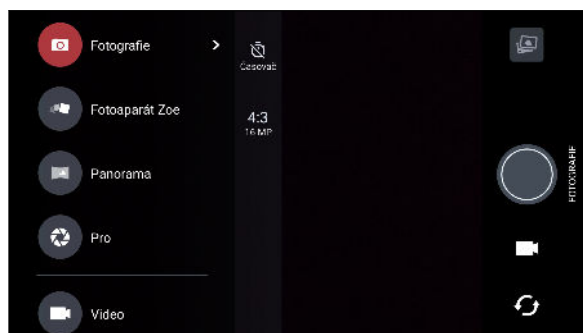 Fotografie
Fotoaparát Zoe
Panorama
Pro
Video
Časovač
4:3
16 MP
FOTOGRAFIE